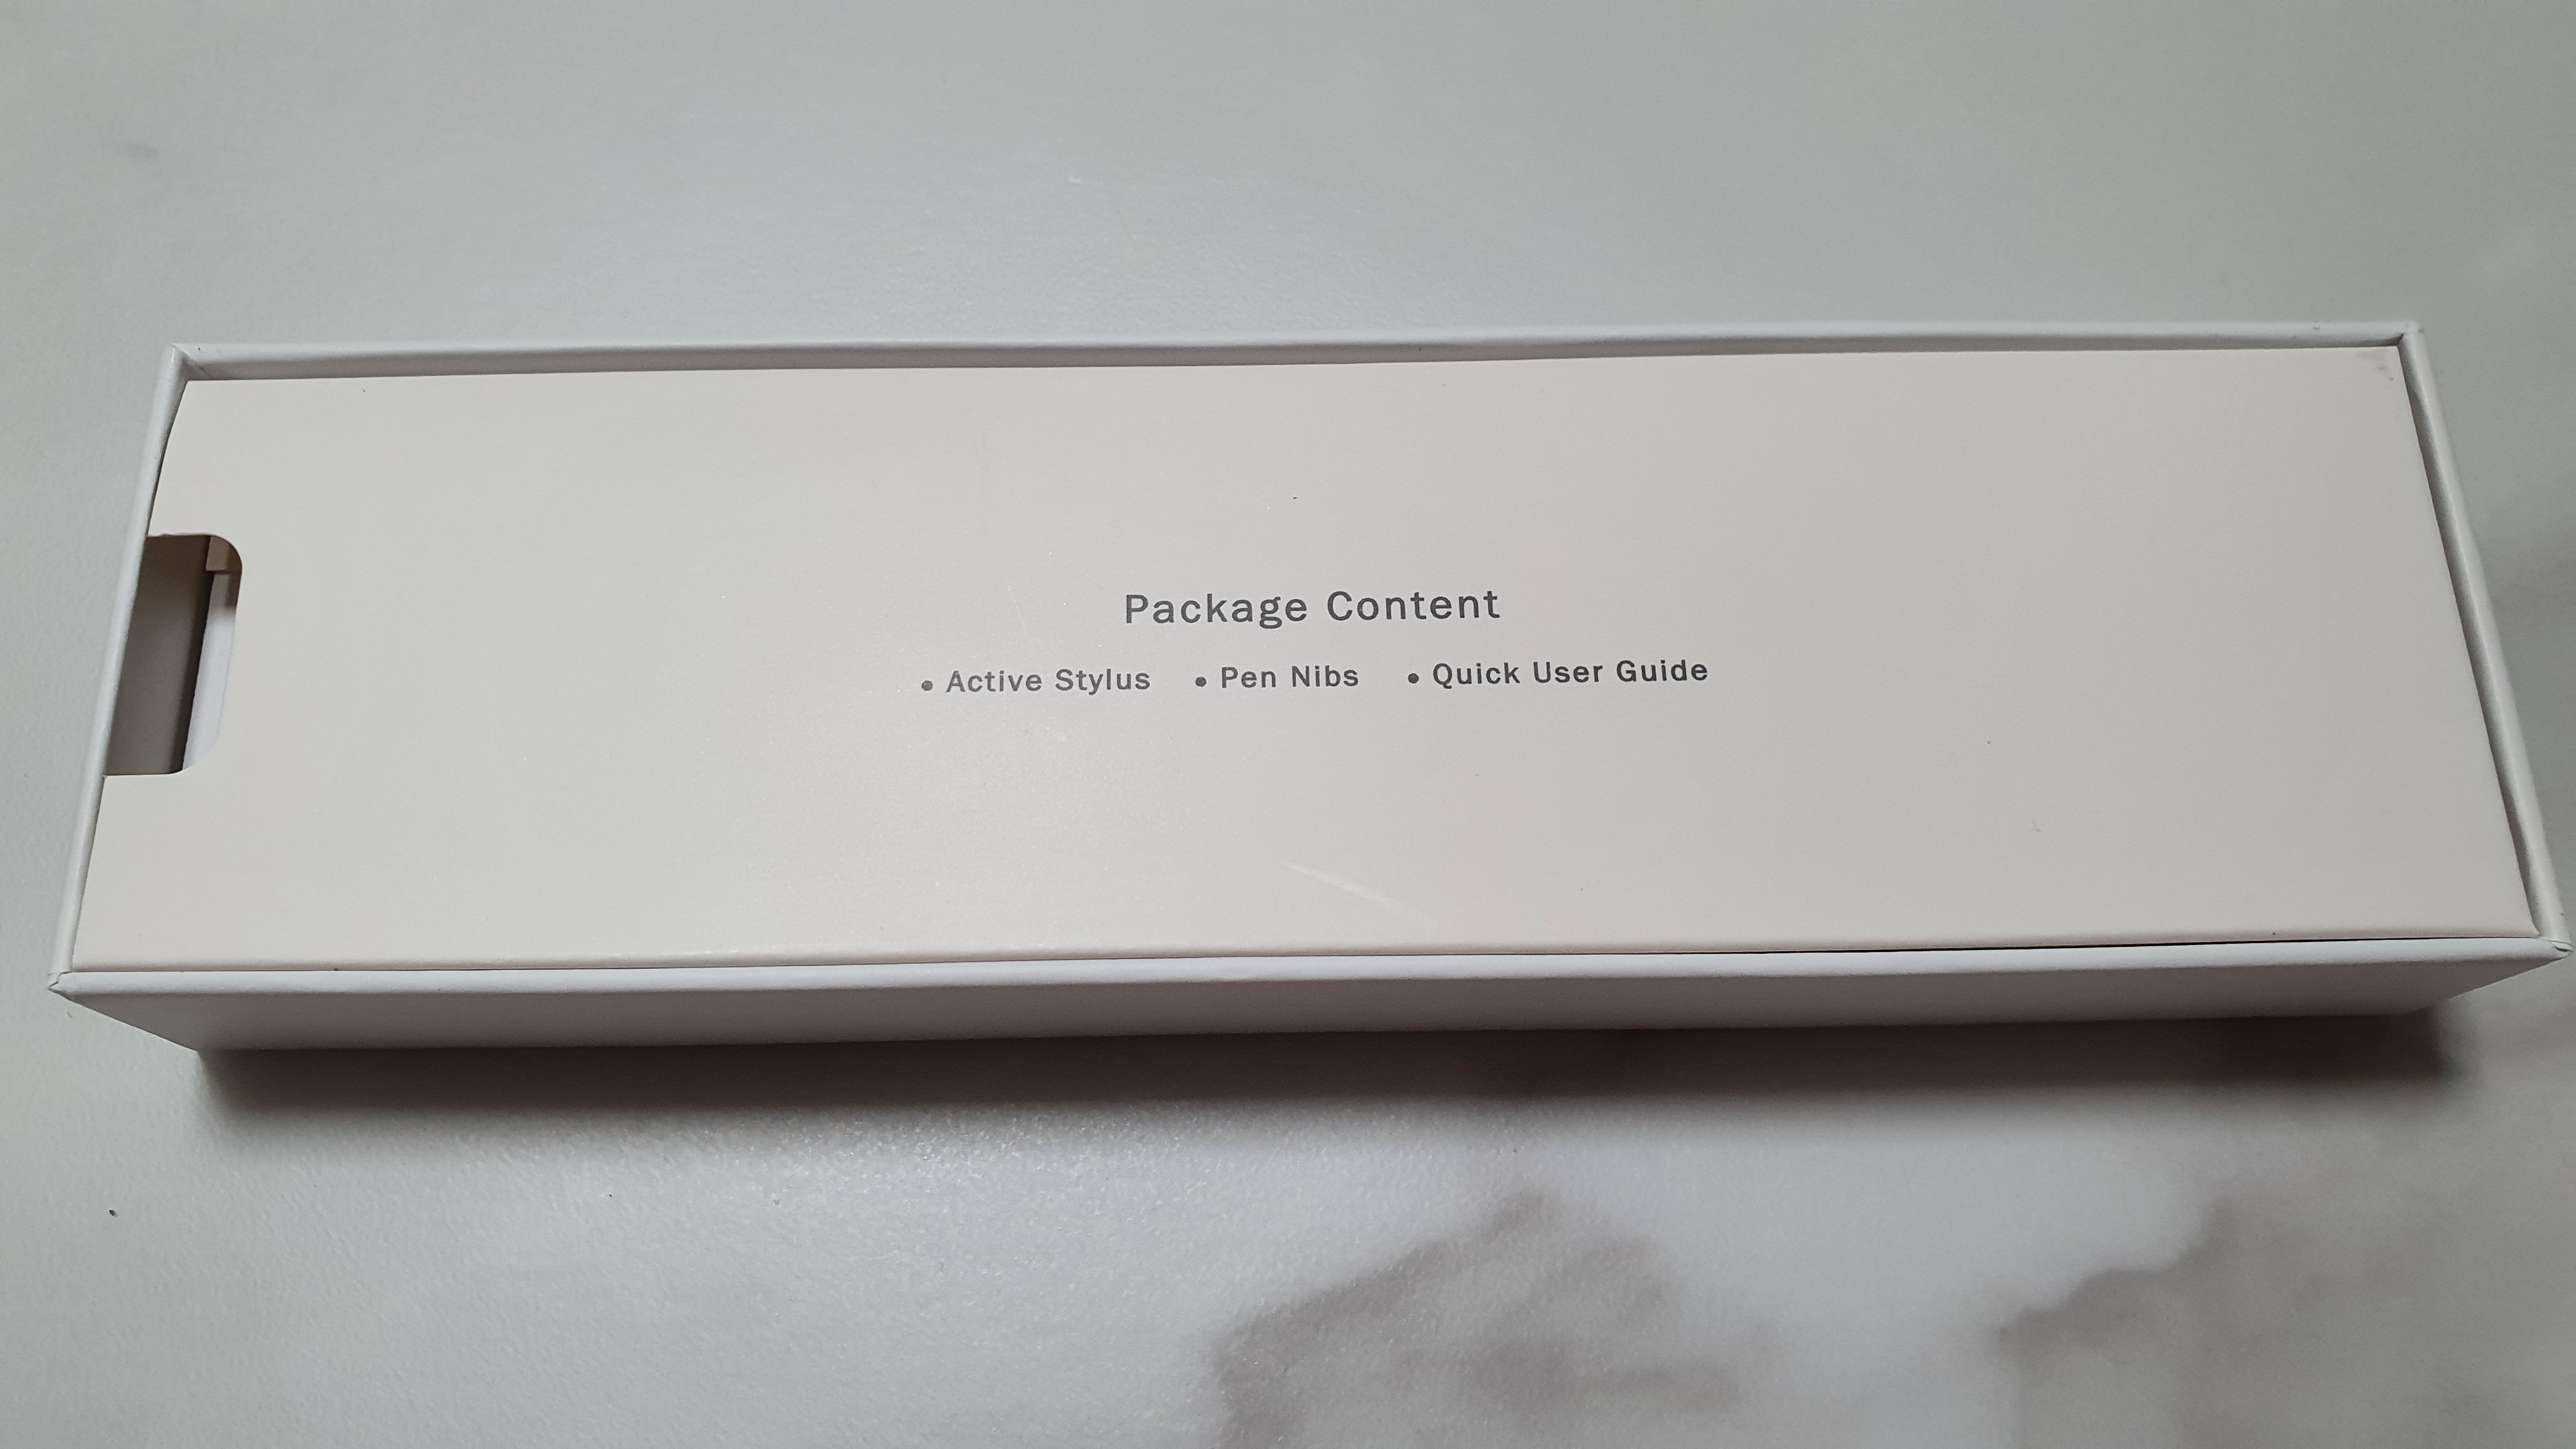 Package Content
• Active Stylus • Pen Nibs • Quick User Guide